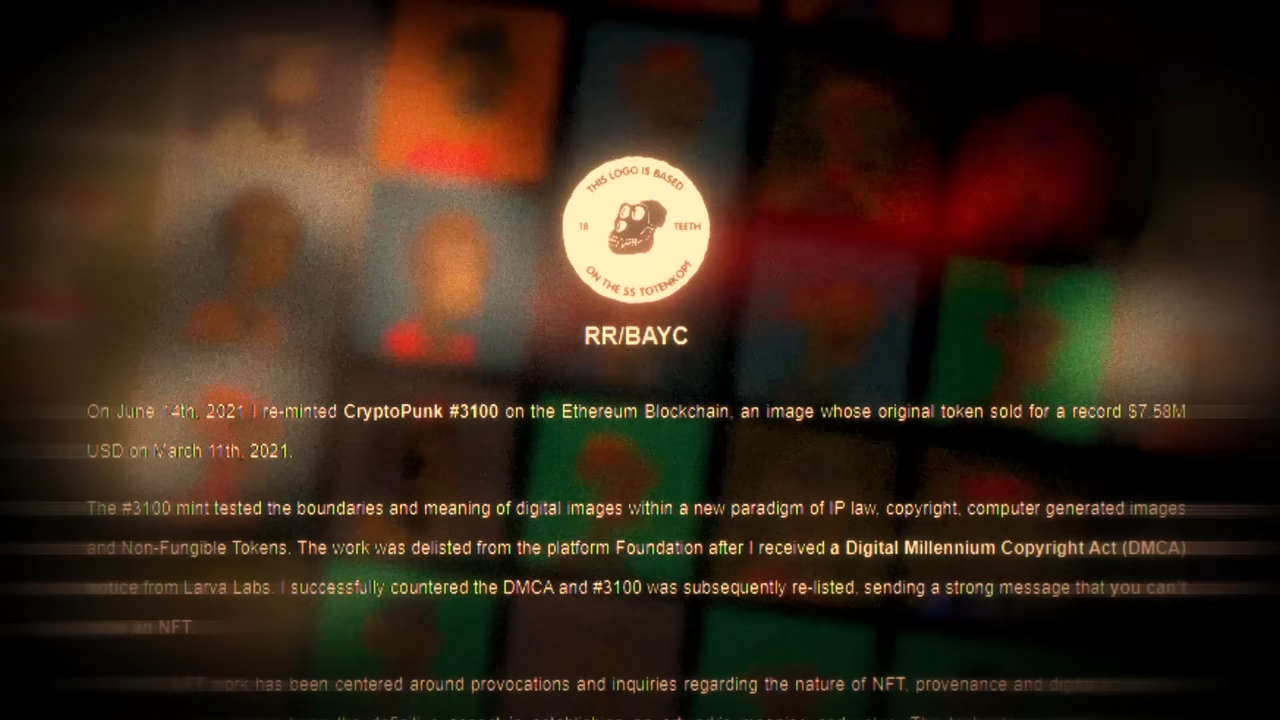 THIS LOGO IS BASED
18 TEETH
ON THE SS TOTENKOPF
RR/BAYC
On June 14th, 2021 I re-minted CryptoPunk #3100 on the Ethereum Blockchain, an image whose original token sold for a record $7.58M
USD on March 11th, 2021.
The #3100 mint tested the boundaries and meaning of digital images within a new paradigm of IP law, copyright, computer generated images
and Non-Fungible Tokens. The work was delisted from the platform Foundation after I received a Digital Millennium Copyright Act (DMCA)
notice from Larva Labs. I successfully countered the DMCA and #3100 was subsequently re-listed, sending a strong message that you can't
an NFT.
NFT work has been centered around provocations and inquiries regarding the nature of NFT, provenance and digital